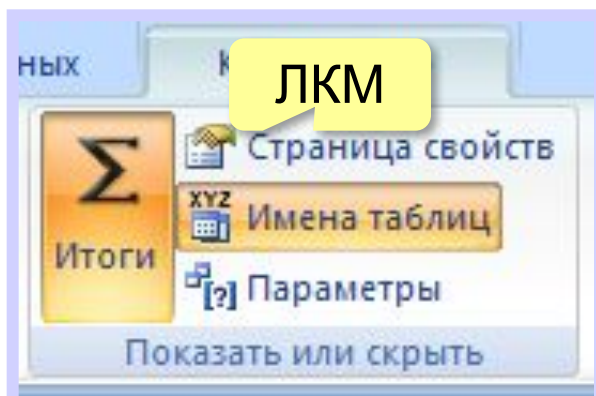 ных
ЛКМ
Страница свойств
Σ
XYZ
Имена таблиц
Итоги
[?] Параметры
Показать или скрыть